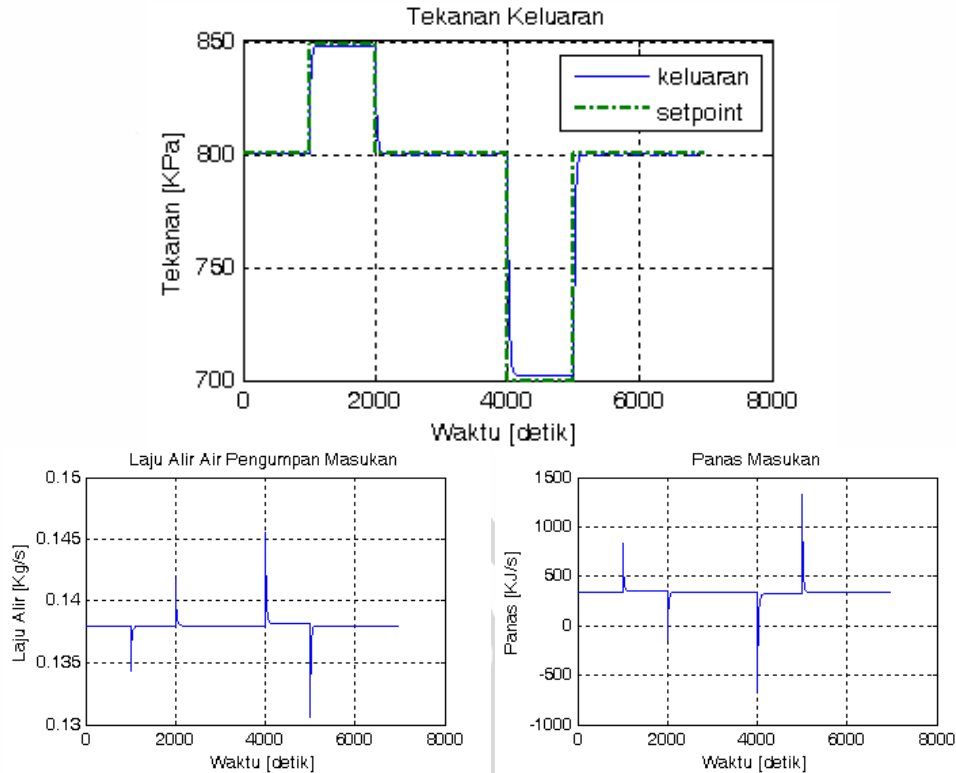 Tekanan Keluaran
850
800
750
700
Tekanan [KPa]
keluaran
setpoint
0
2000
4000
6000
8000
Waktu [detik]
Laju Alir Air Pengumpan Masukan
0.15
0.145
0.14
0.135
0.13
Laju Alir [Kg/s]
0
2000
4000
6000
8000
Waktu [detik]
Panas Masukan
1500
1000
500
0
-500
-1000
Panas [KJ/s]
0
2000
4000
6000
8000
Waktu [detik]